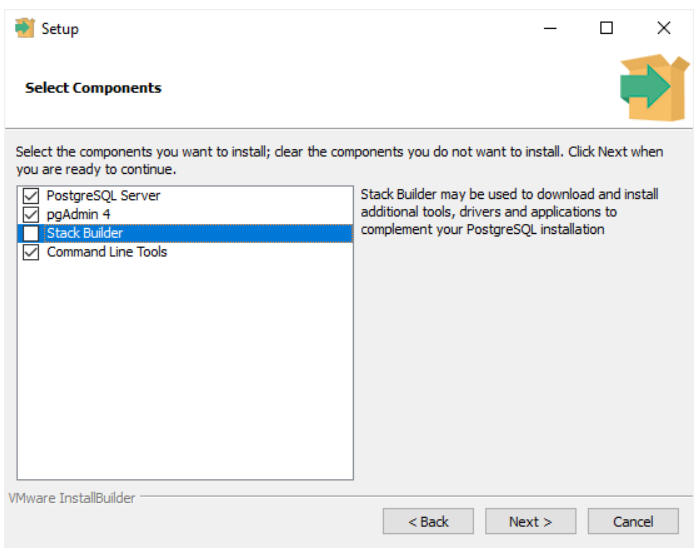 Setup
Select Components
Select the components you want to install; clear the components you do not want to install. Click Next when
you are ready to continue.
PostgreSQL Server
pgAdmin 4
Stack Builder
Command Line Tools
Stack Builder may be used to download and install
additional tools, drivers and applications to
complement your PostgreSQL installation
VMware InstallBuilder
< Back
Next >
Cancel